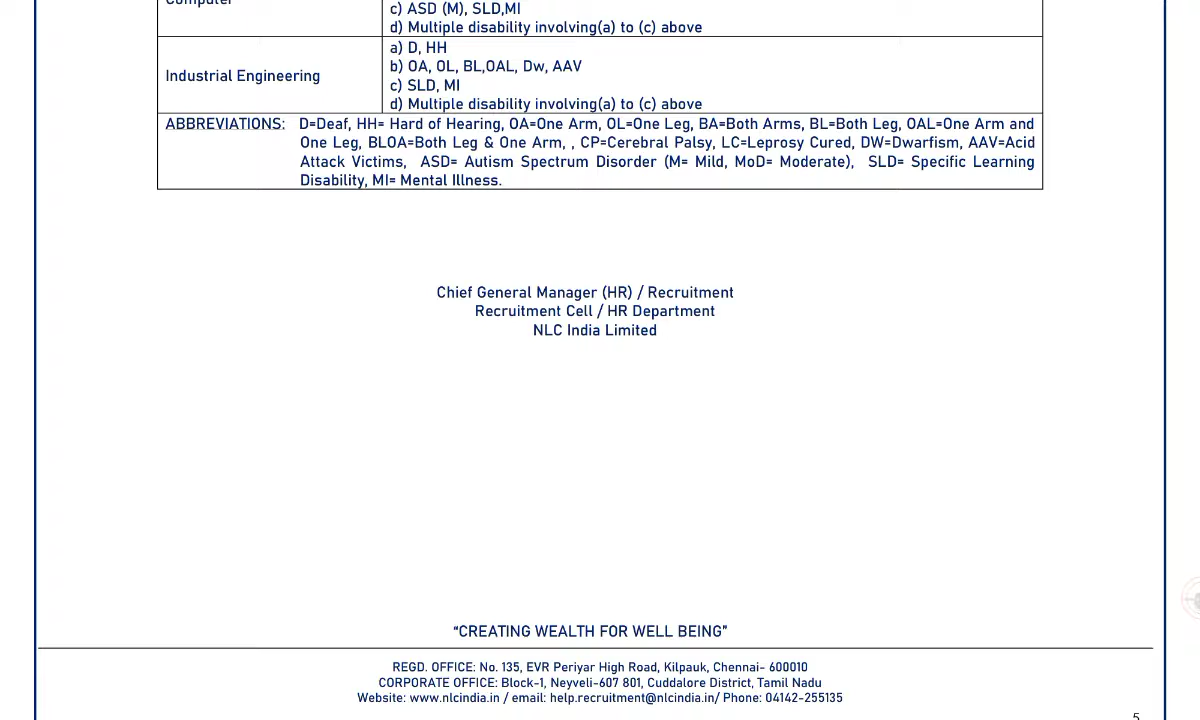 Computer
c) ASD (M), SLD,MI
d) Multiple disability involving(a) to (c) above
Industrial Engineering
a) D, HH
b) OA, OL, BL,OAL, Dw, AAV
c) SLD, MI
d) Multiple disability involving(a) to (c) above
ABBREVIATIONS: D=Deaf, HH= Hard of Hearing, OA=One Arm, OL=One Leg, BA=Both Arms, BL=Both Leg, OAL=One Arm and
One Leg, BLOA=Both Leg & One Arm, , CP=Cerebral Palsy, LC=Leprosy Cured, DW=Dwarfism, AAV=Acid
Attack Victims, ASD= Autism Spectrum Disorder (M= Mild, MoD= Moderate), SLD= Specific Learning
Disability, MI= Mental Illness.
Chief General Manager (HR) / Recruitment
Recruitment Cell / HR Department
NLC India Limited
“CREATING WEALTH FOR WELL BEING”
REGD. OFFICE: No. 135, EVR Periyar High Road, Kilpauk, Chennai- 600010
CORPORATE OFFICE: Block-1, Neyveli-607 801, Cuddalore District, Tamil Nadu
Website: www.nlcindia.in / email: help.recruitment@nlcindia.in/ Phone: 04142-255135
5